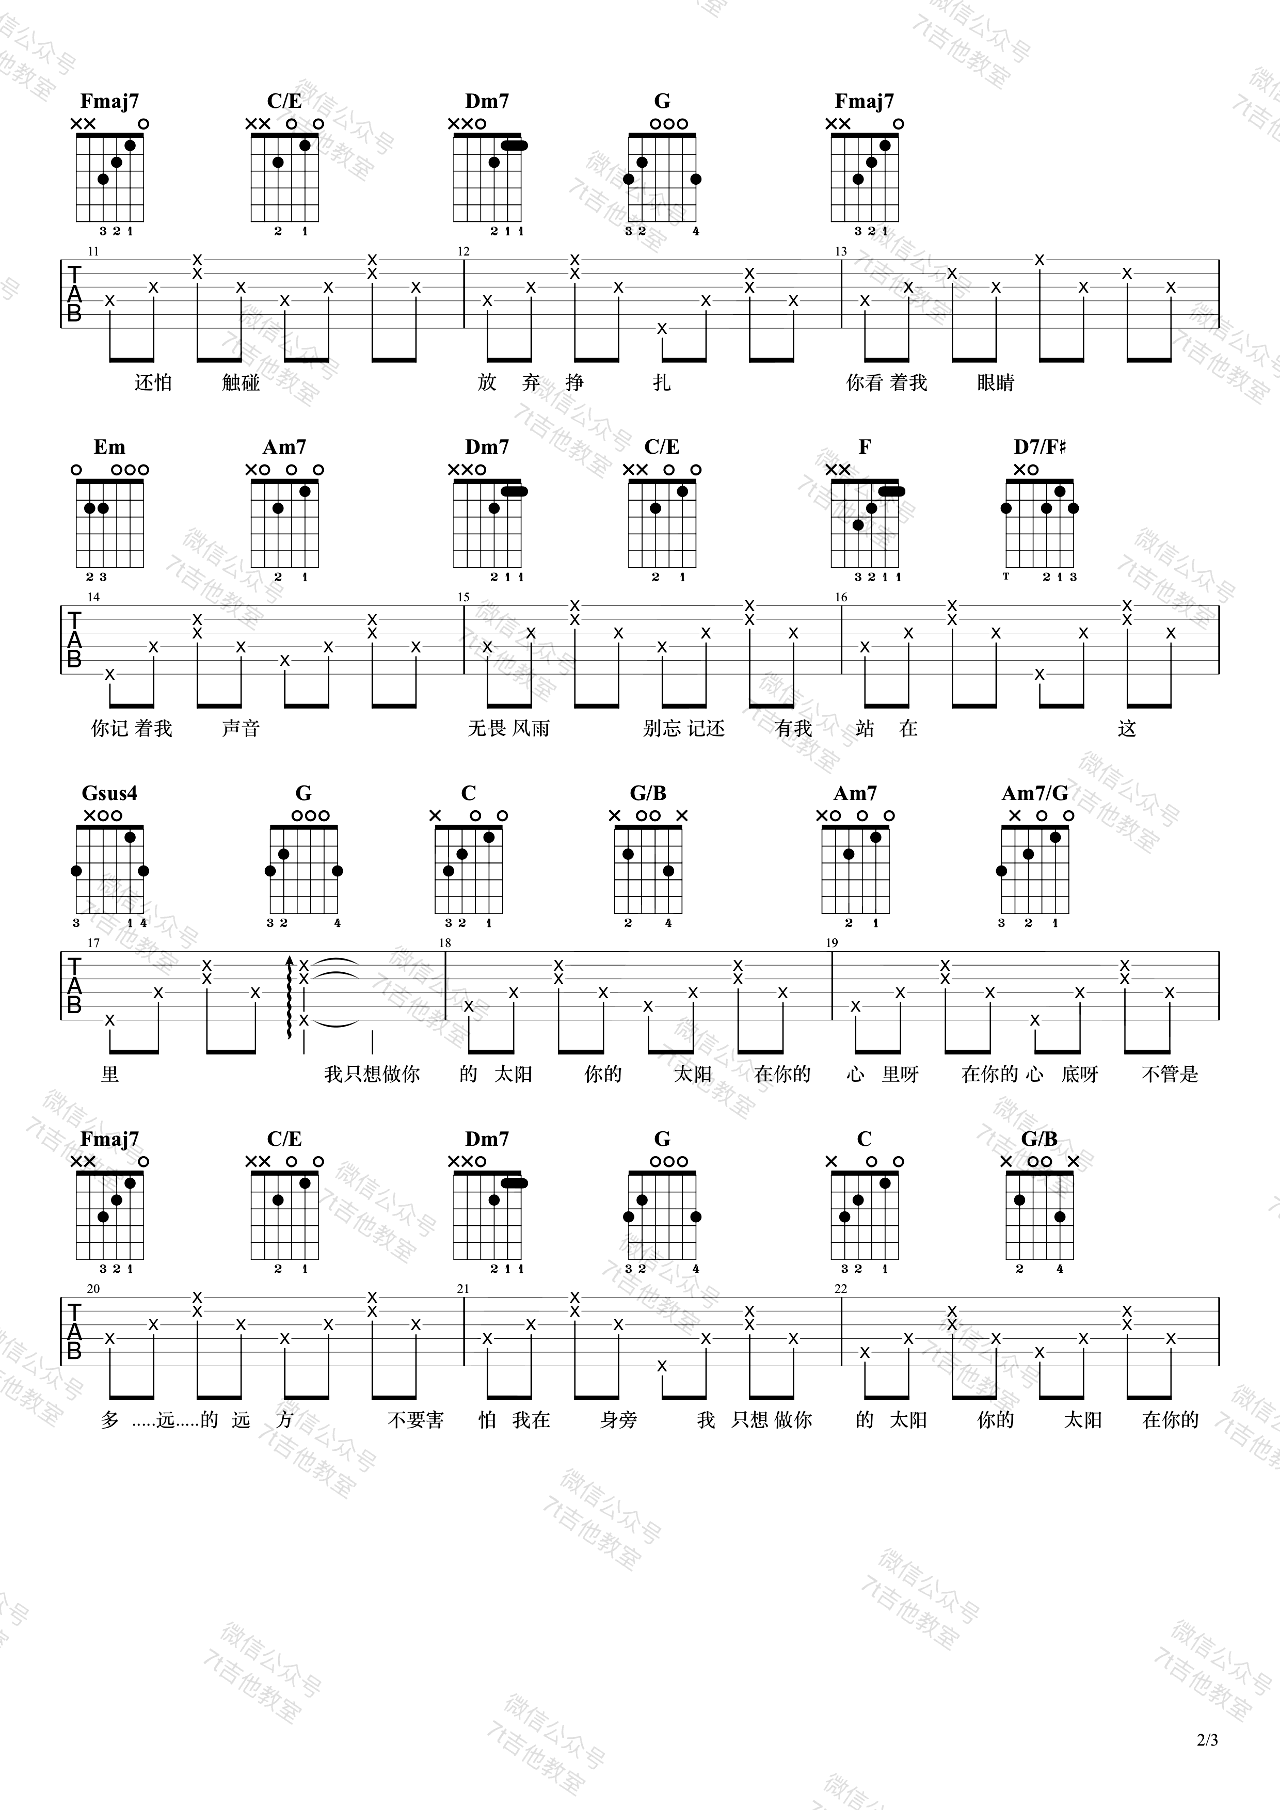 Fmaj7 C/E Dm7 G Fmaj7
3 2 1 2 1 2 1 1 3 2 4 3 2 1
11 12 13
T
A
B
还怕 触碰 放 弃 挣 扎 你看 着我 眼睛
Em Am7 Dm7 C/E F D7/F♯
2 3 2 1 2 1 1 2 1 3 2 1 1 T 2 1 3
14 15 16
T
A
B
你记 着我 声音 无畏 风雨 别忘 记还 有我 站 在 这
Gsus4 G C G/B Am7 Am7/G
3 1 4 3 2 4 3 2 1 2 4 2 1 3 2 1
17 18 19
T
A
B
里 我只想做你 的 太阳 你的 太阳 在你的 心 里呀 在你的 心 底呀 不管是
Fmaj7 C/E Dm7 G C G/B
3 2 1 2 1 2 1 1 3 2 4 3 2 1 2 4
20 21 22
T
A
B
多 .....远.....的 远 方 不要害 怕 我在 身旁 我 只想 做你 的 太阳 你的 太阳 在你的
2/3
微信公众号
7t吉他教室